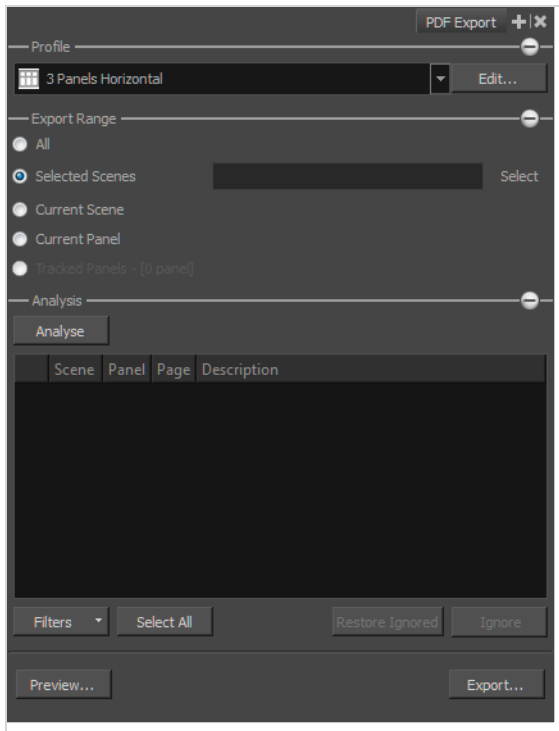 PDF Export
Profile
3 Panels Horizontal
Edit...
Export Range
All
Selected Scenes Select
Current Scene
Current Panel
Tracked Panels - [0 panel]
Analysis
Analyse
Scene Panel Page Description
Filters Select All Restore Ignored Ignore
Preview... Export...